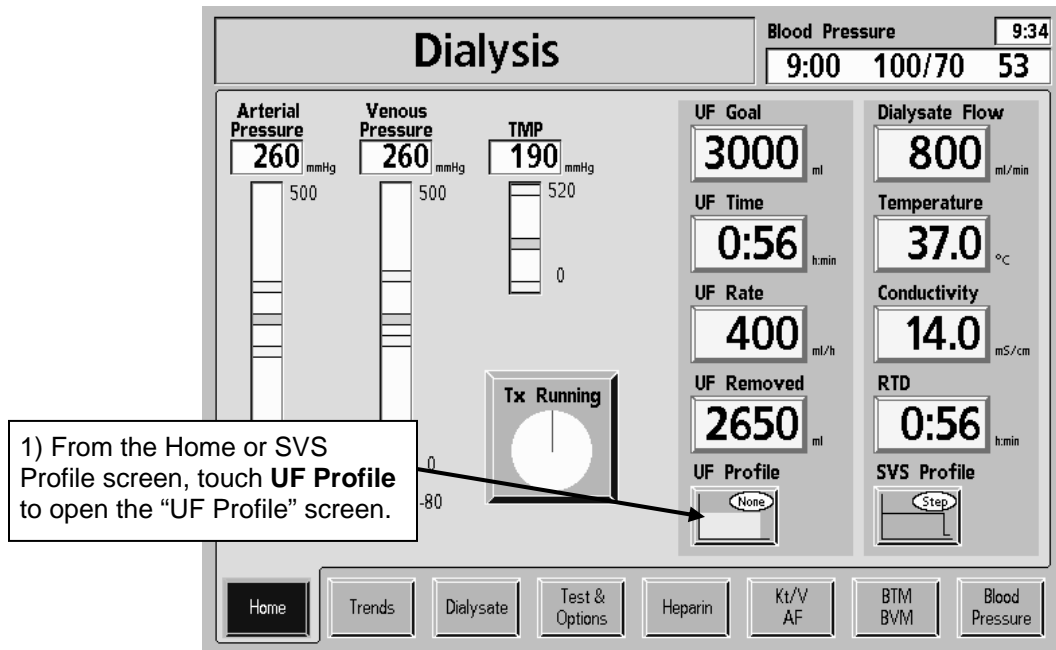 Dialysis
Blood Pressure
9:34
9:00 100/70 53
Arterial
Pressure
260 mmHg
500
Venous
Pressure
260 mmHg
500
0
-80
TMP
190 mmHg
520
0
Tx Running
UF Goal
3000 ml
UF Time
0:56 h:min
UF Rate
400 ml/h
UF Removed
2650 ml
UF Profile
None
Dialysate Flow
800 ml/min
Temperature
37.0 °C
Conductivity
14.0 mS/cm
RTD
0:56 h:min
SVS Profile
Step
1) From the Home or SVS
Profile screen, touch UF Profile
to open the “UF Profile” screen.
Home
Trends
Dialysate
Test &
Options
Heparin
Kt/V
AF
BTM
BVM
Blood
Pressure